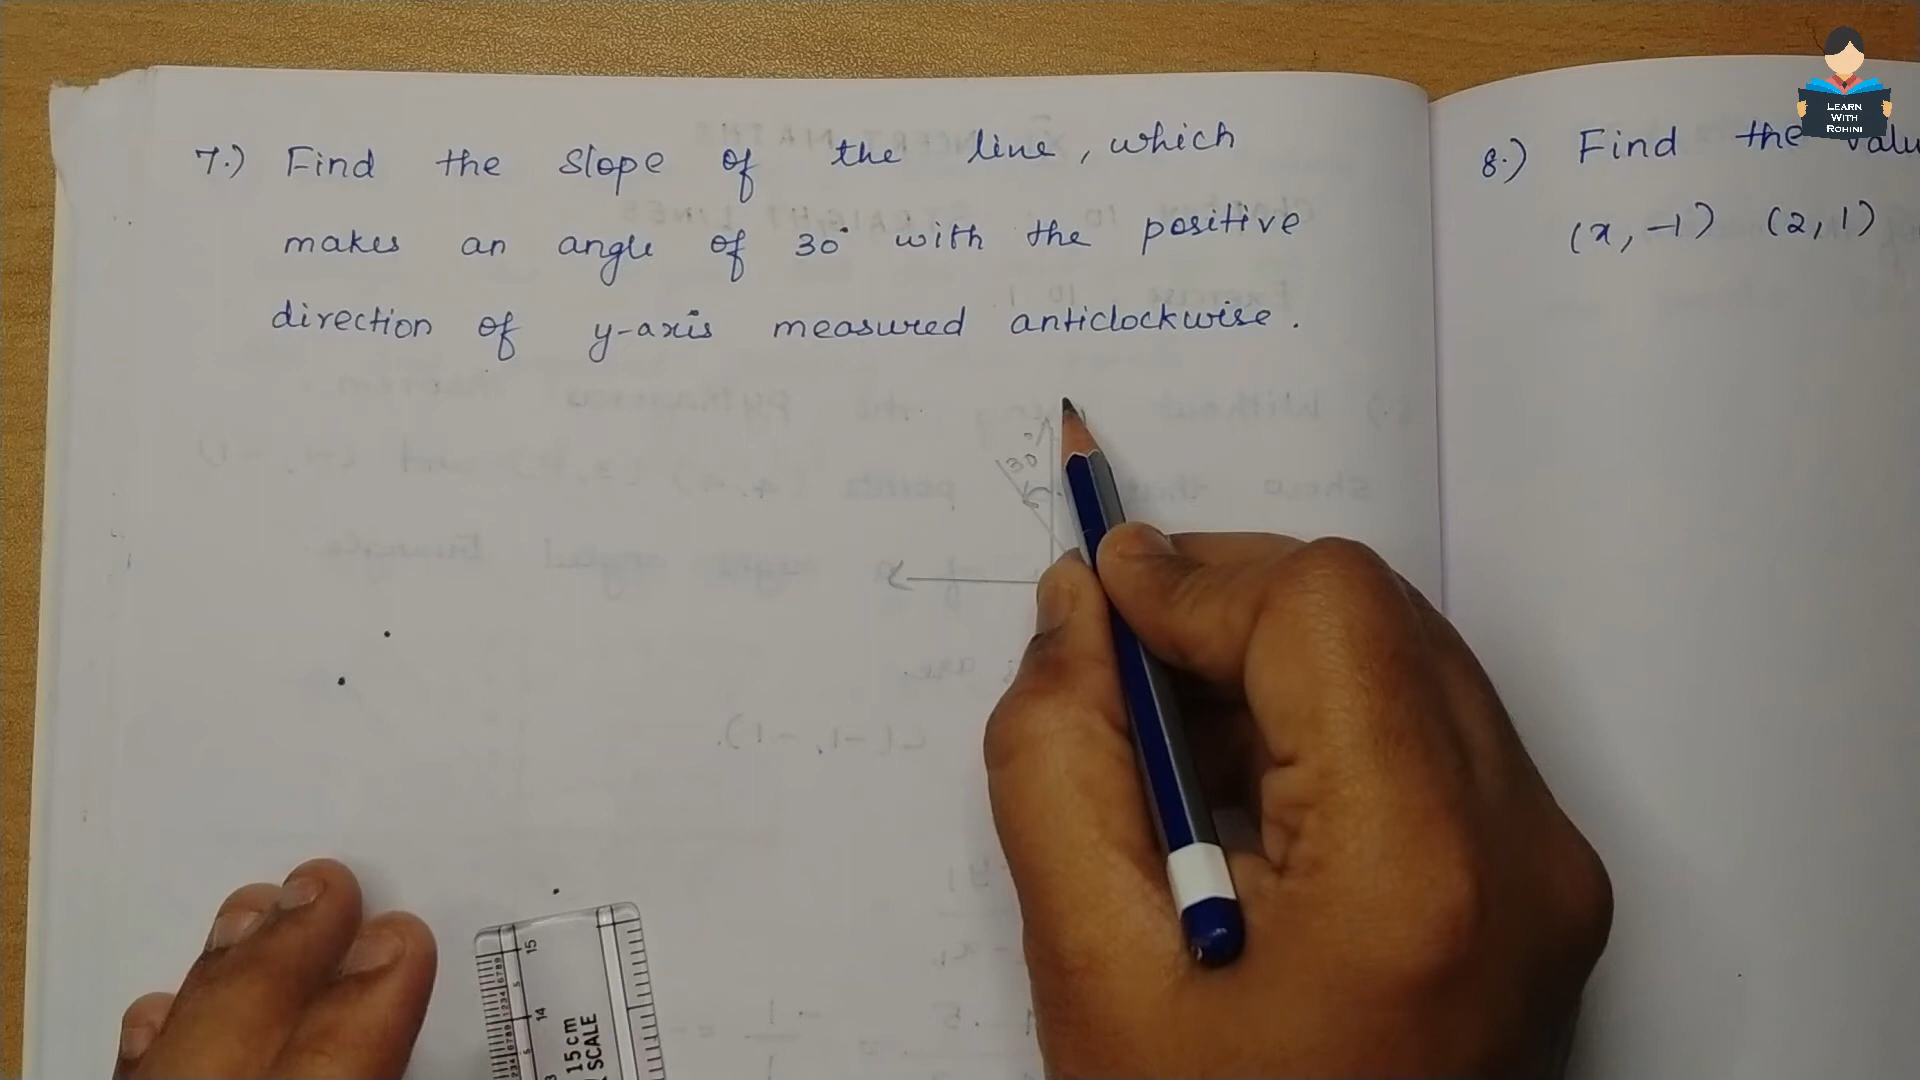 7.) Find the slope of the line, which
makes an angle of 30° with the positive
direction of y-axis measured anticlockwise.
30°
8.) Find the valu
(x, -1) (2, 1)
LEARN
WITH
ROHINI
15
14
15cm
SCALE